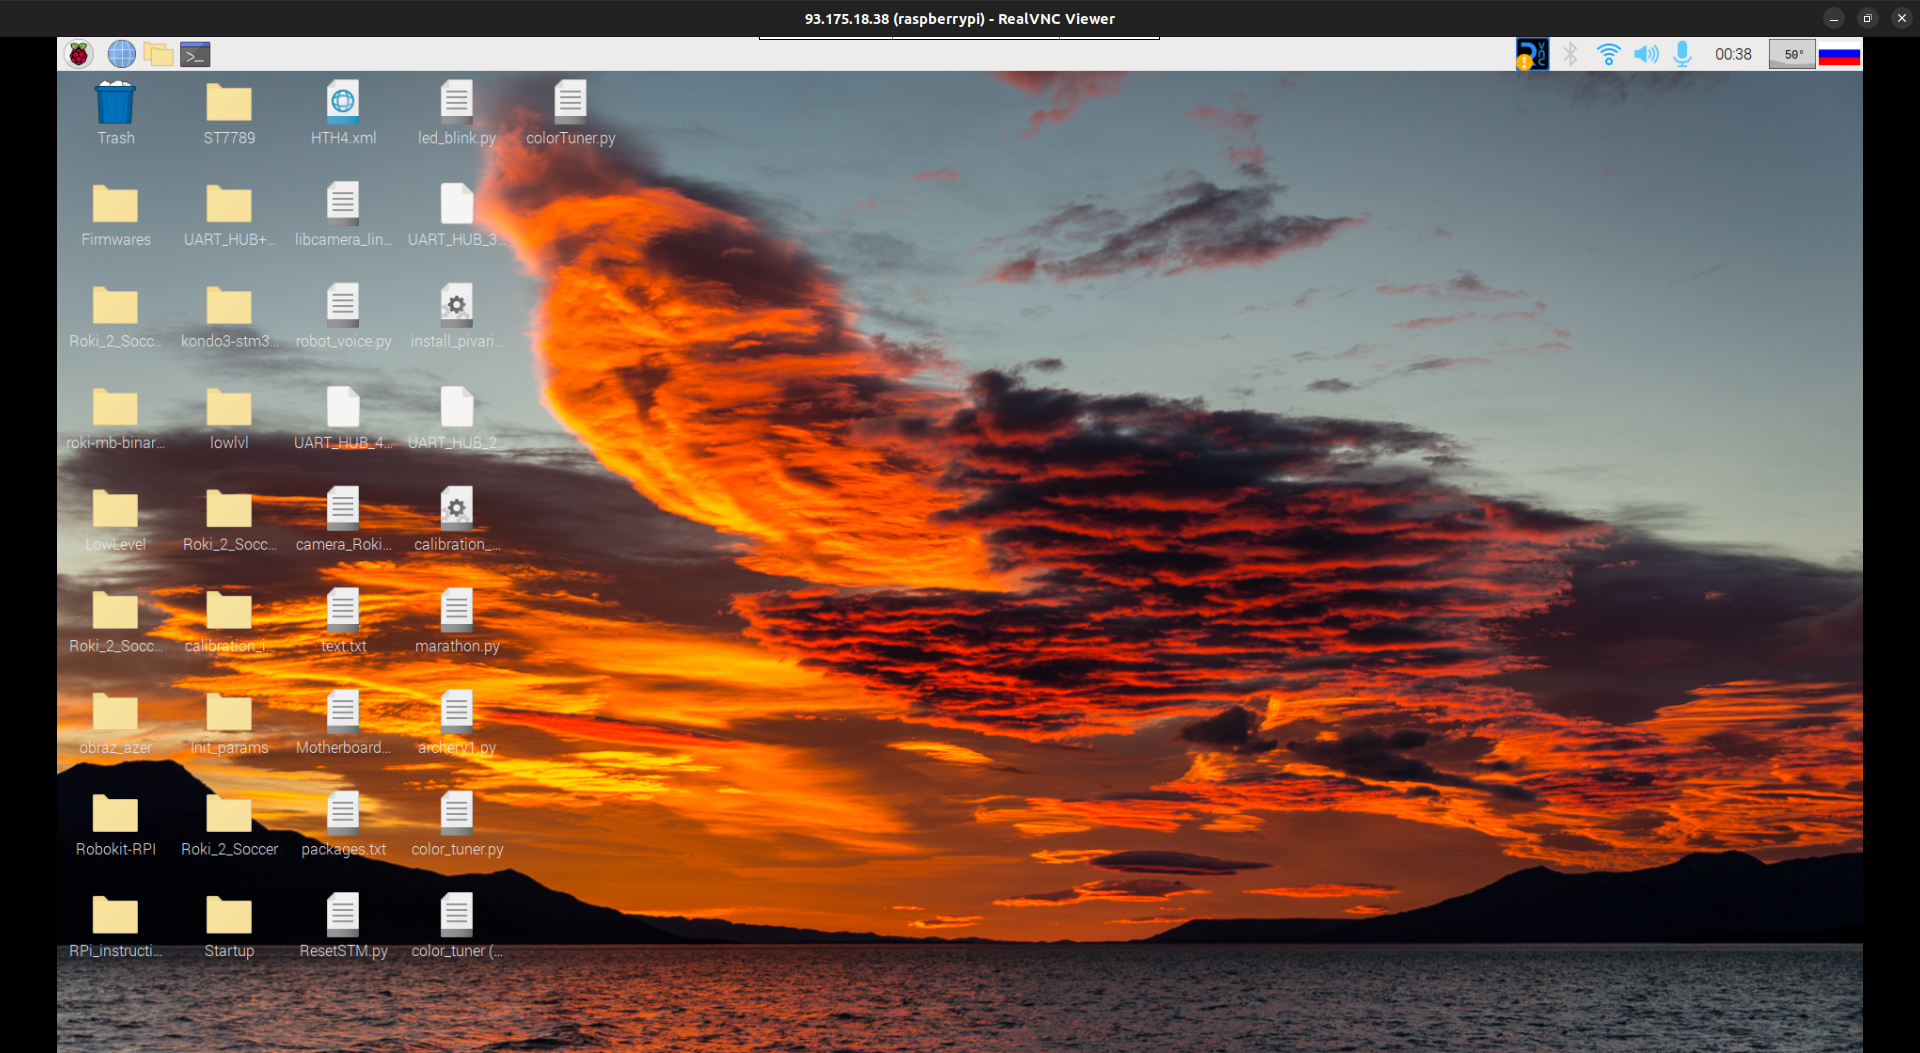 93.175.18.38 (raspberrypi) - RealVNC Viewer
>_
VNC
00:38
50°
Trash
ST7789
HTH4.xml
led_blink.py
colorTuner.py
Firmwares
UART_HUB+...
libcamera_lin...
UART_HUB_3...
Roki_2_Socc...
kondo3-stm3...
robot_voice.py
install_pivari...
roki-mb-binar...
lowlvl
UART_HUB_4...
UART_HUB_2...
LowLevel
Roki_2_Socc...
camera_Roki...
calibration_...
Roki_2_Socc...
calibration_i...
text.txt
marathon.py
obraz_azer
Init_params
Motherboard...
archery1.py
Robokit-RPI
Roki_2_Soccer
packages.txt
color_tuner.py
RPi_instructi...
Startup
ResetSTM.py
color_tuner (...